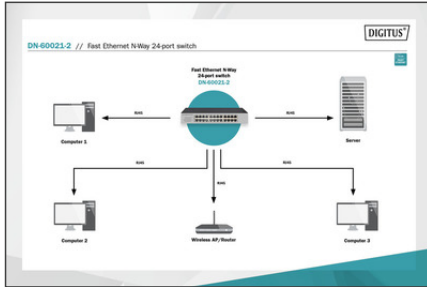 DIGITUS
DN-60021-2 // Fast Ethernet N-Way 24-port switch
Fast Ethernet N-Way
24-port switch
DN-60021-2
RJ45
RJ45
Computer 1
Server
RJ45
RJ45
RJ45
Computer 2
Wireless AP/Router
Computer 3